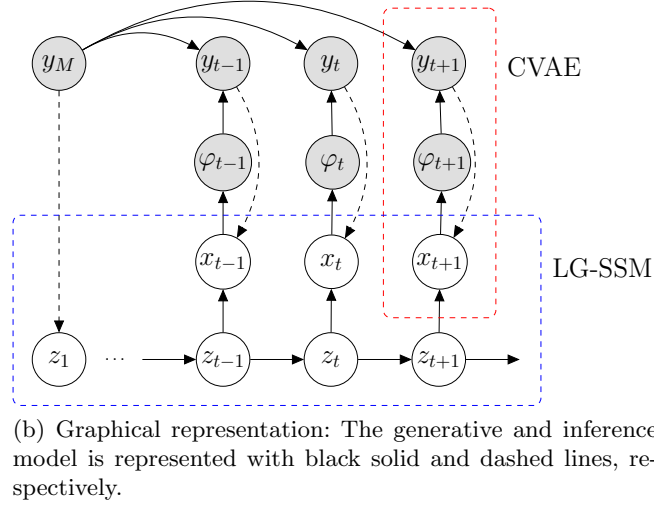 y_M y_{t-1} y_t y_{t+1} CVAE
φ_{t-1} φ_t φ_{t+1}
x_{t-1} x_t x_{t+1} LG-SSM
z_1 ··· z_{t-1} z_t z_{t+1}
(b) Graphical representation: The generative and inference
model is represented with black solid and dashed lines, re-
spectively.